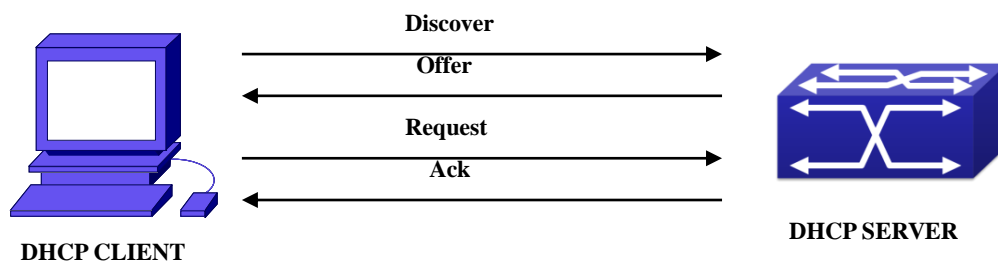 Discover
Offer
Request
Ack
DHCP CLIENT
DHCP SERVER